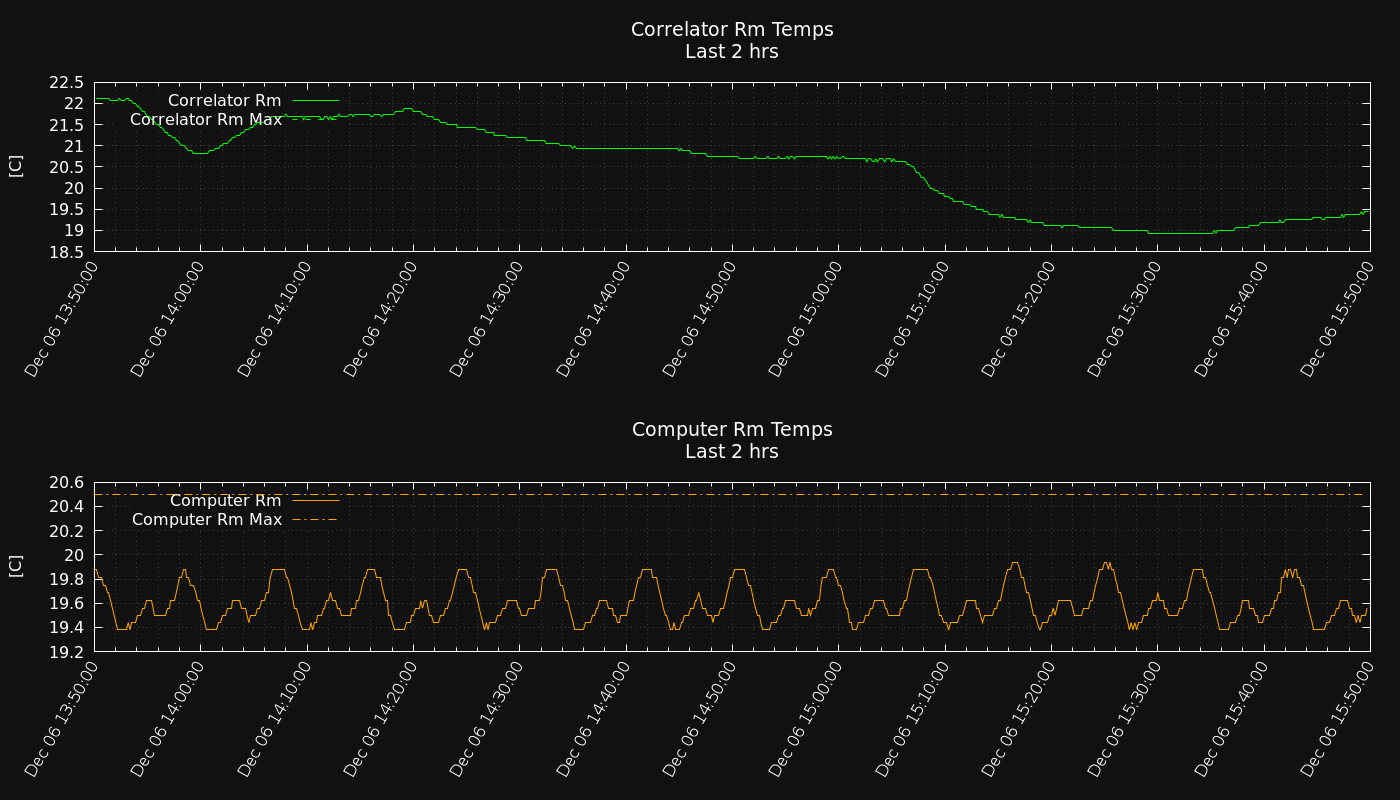 Correlator Rm Temps
Last 2 hrs
[C]
22.5
22
21.5
21
20.5
20
19.5
19
18.5
Correlator Rm
Correlator Rm Max
Dec 06 13:50:00
Dec 06 14:00:00
Dec 06 14:10:00
Dec 06 14:20:00
Dec 06 14:30:00
Dec 06 14:40:00
Dec 06 14:50:00
Dec 06 15:00:00
Dec 06 15:10:00
Dec 06 15:20:00
Dec 06 15:30:00
Dec 06 15:40:00
Dec 06 15:50:00
Computer Rm Temps
Last 2 hrs
[C]
20.6
20.4
20.2
20
19.8
19.6
19.4
19.2
Computer Rm
Computer Rm Max
Dec 06 13:50:00
Dec 06 14:00:00
Dec 06 14:10:00
Dec 06 14:20:00
Dec 06 14:30:00
Dec 06 14:40:00
Dec 06 14:50:00
Dec 06 15:00:00
Dec 06 15:10:00
Dec 06 15:20:00
Dec 06 15:30:00
Dec 06 15:40:00
Dec 06 15:50:00